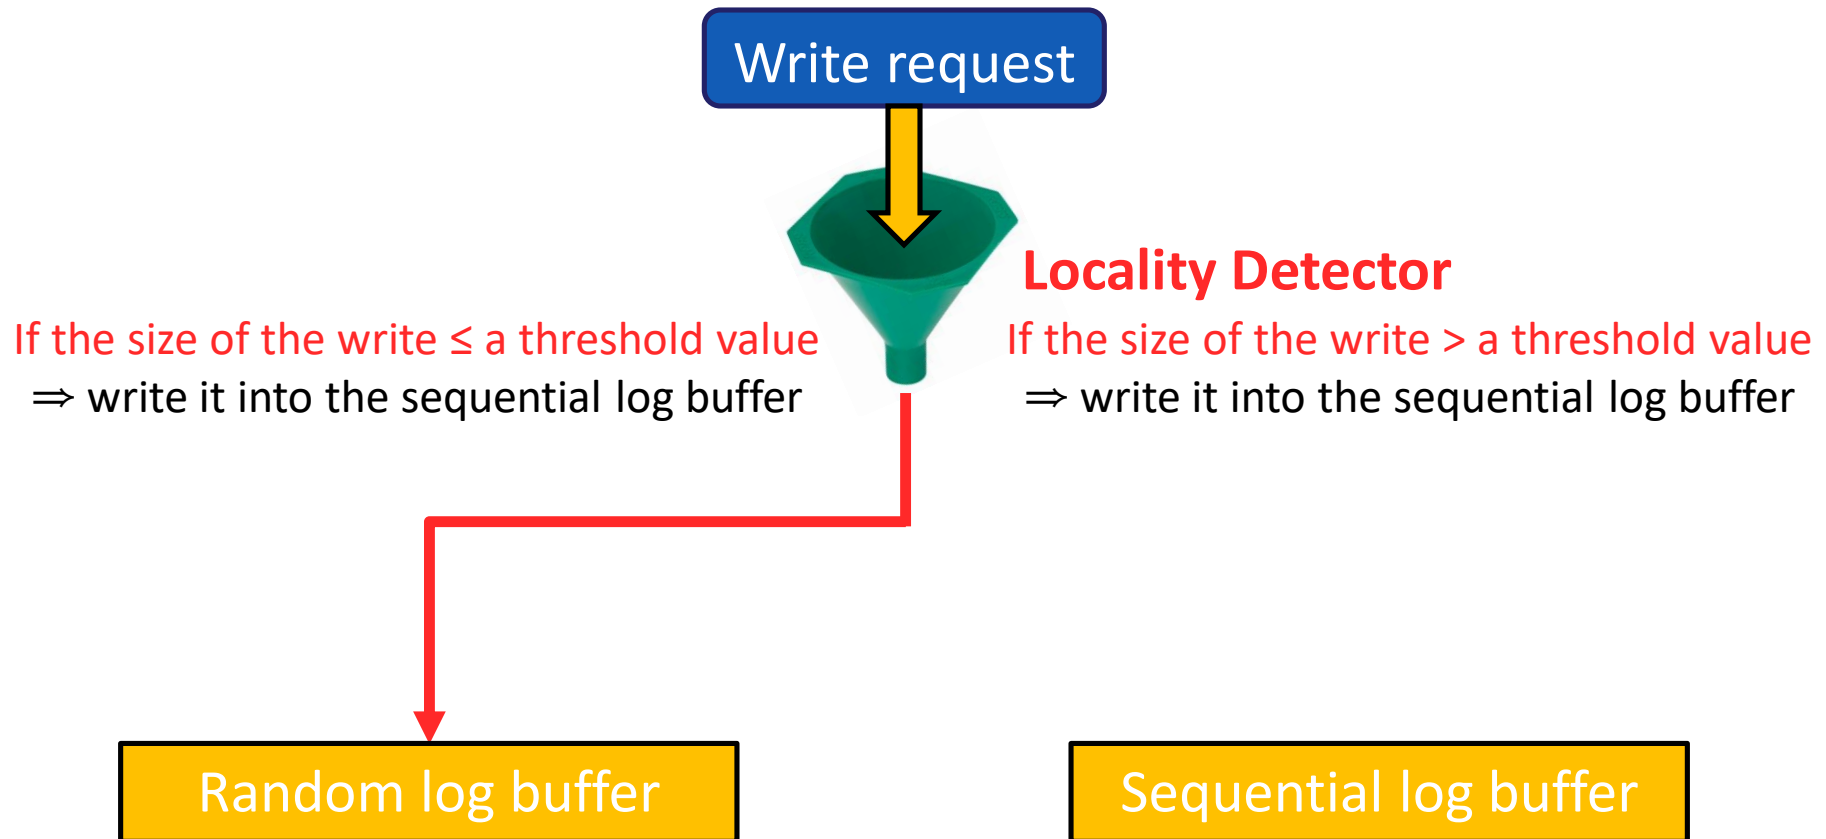 Write request
Locality Detector
If the size of the write ≤ a threshold value
⇒ write it into the sequential log buffer
If the size of the write > a threshold value
⇒ write it into the sequential log buffer
Random log buffer
Sequential log buffer